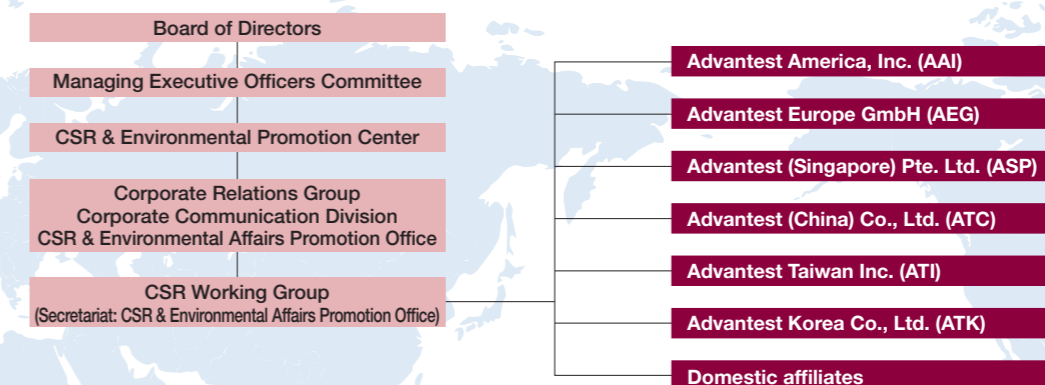 Board of Directors
Managing Executive Officers Committee
CSR & Environmental Promotion Center
Corporate Relations Group
Corporate Communication Division
CSR & Environmental Affairs Promotion Office
CSR Working Group
(Secretariat: CSR & Environmental Affairs Promotion Office)
Advantest America, Inc. (AAI)
Advantest Europe GmbH (AEG)
Advantest (Singapore) Pte. Ltd. (ASP)
Advantest (China) Co., Ltd. (ATC)
Advantest Taiwan Inc. (ATI)
Advantest Korea Co., Ltd. (ATK)
Domestic affiliates